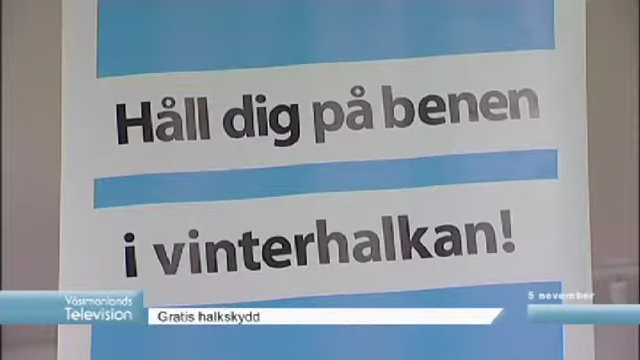 Håll dig på benen
i vinterhalkan!
Västmanlands
Television
Gratis halkskydd
5 november